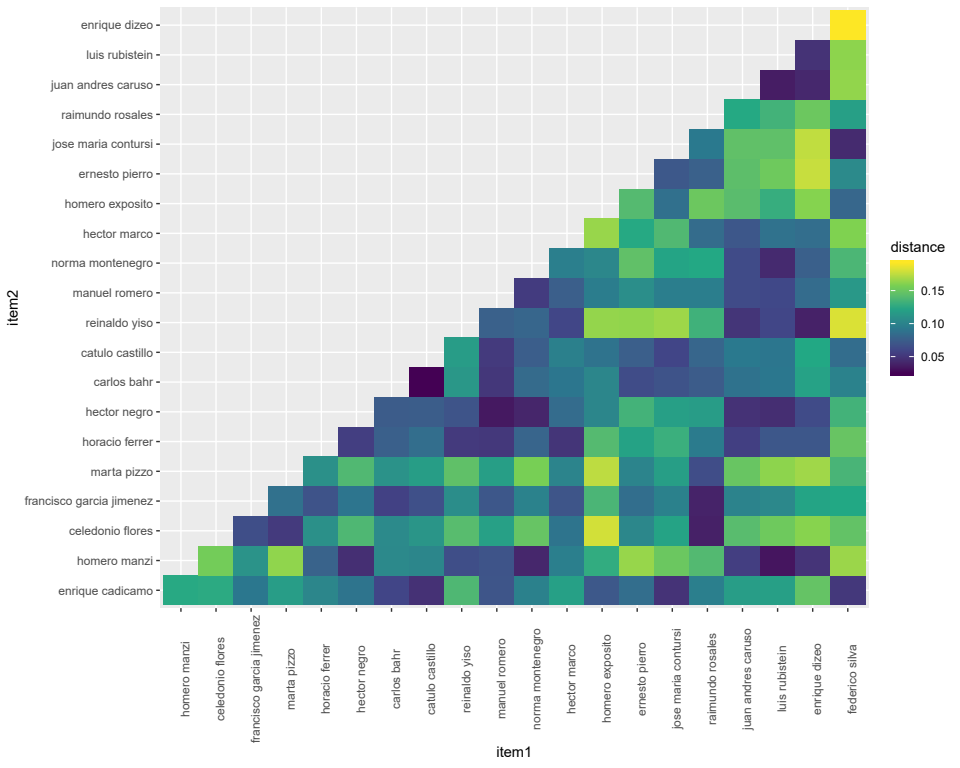 enrique dizeo
luis rubistein
juan andres caruso
raimundo rosales
jose maria contursi
ernesto pierro
homero exposito
hector marco
norma montenegro
manuel romero
reinaldo yiso
catulo castillo
carlos bahr
hector negro
horacio ferrer
marta pizzo
francisco garcia jimenez
celedonio flores
homero manzi
enrique cadicamo
item2
homero manzi
celedonio flores
francisco garcia jimenez
marta pizzo
horacio ferrer
hector negro
carlos bahr
catulo castillo
reinaldo yiso
manuel romero
norma montenegro
hector marco
homero exposito
ernesto pierro
jose maria contursi
raimundo rosales
juan andres caruso
luis rubistein
enrique dizeo
federico silva
item1
distance
0.15
0.10
0.05